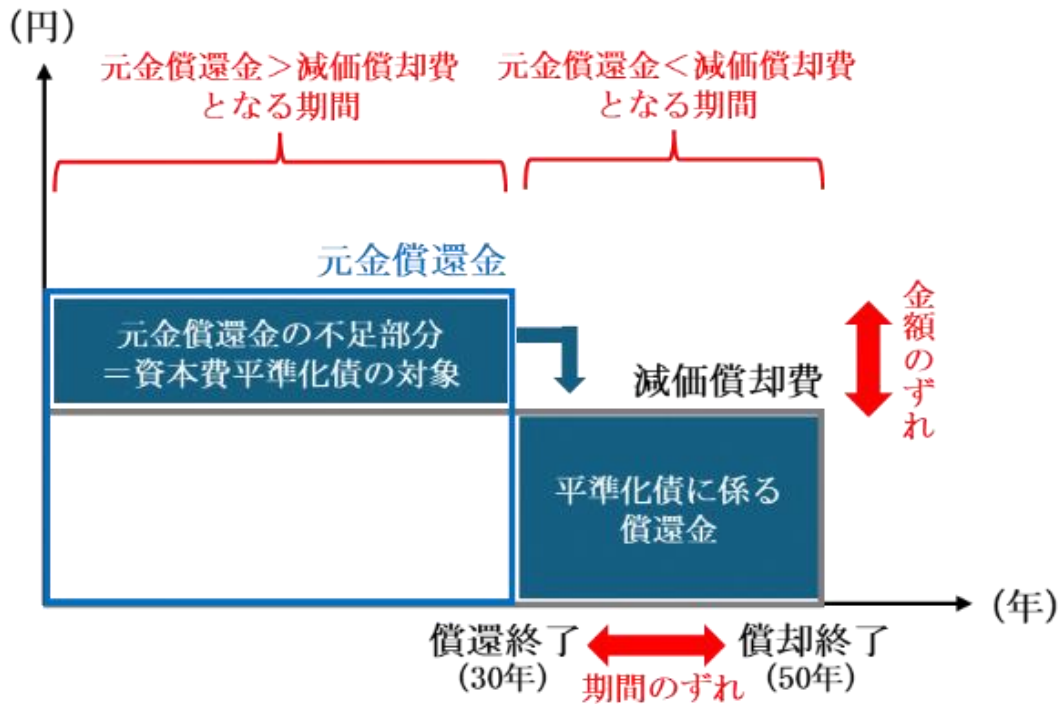 (円)
元金償還金＞減価償却費
となる期間
元金償還金＜減価償却費
となる期間
元金償還金
元金償還金の不足部分
＝資本費平準化債の対象
減価償却費
金額のずれ
平準化債に係る
償還金
(年)
償還終了
(30年)
償却終了
(50年)
期間のずれ